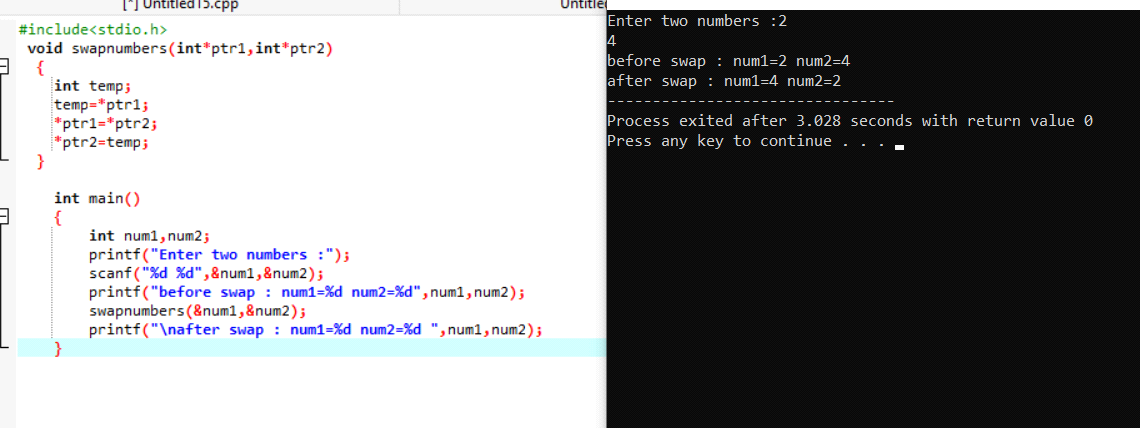 [*] Untitled15.cpp
Untitle
#include<stdio.h>
void swapnumbers(int*ptr1,int*ptr2)
{
int temp;
temp=*ptr1;
*ptr1=*ptr2;
*ptr2=temp;
}
int main()
{
int num1,num2;
printf("Enter two numbers :");
scanf("%d %d",&num1,&num2);
printf("before swap : num1=%d num2=%d",num1,num2);
swapnumbers(&num1,&num2);
printf("\nafter swap : num1=%d num2=%d ",num1,num2);
}
Enter two numbers :2
4
before swap : num1=2 num2=4
after swap : num1=4 num2=2
--------------------------------
Process exited after 3.028 seconds with return value 0
Press any key to continue . . .